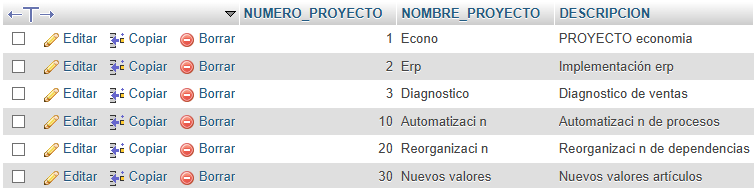 NUMERO_PROYECTO NOMBRE_PROYECTO DESCRIPCION
Editar Copiar Borrar 1 Econo PROYECTO economia
Editar Copiar Borrar 2 Erp Implementación erp
Editar Copiar Borrar 3 Diagnostico Diagnostico de ventas
Editar Copiar Borrar 10 Automatizaci n Automatizaci n de procesos
Editar Copiar Borrar 20 Reorganizaci n Reorganizaci n de dependencias
Editar Copiar Borrar 30 Nuevos valores Nuevos valores artículos